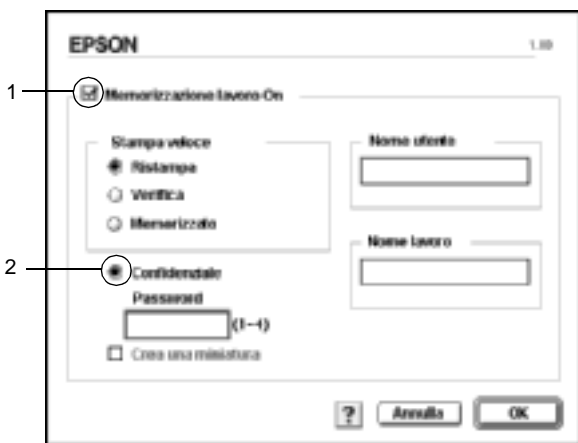 EPSON
1.
1
Memorizzazione lavoro On
Stampa veloce
Ristampa
Verifica
Memorizzato
2
Confidenziale
Password
(1~4)
Crea una miniatura
Nome utente
Nome lavoro
?
Annulla
OK